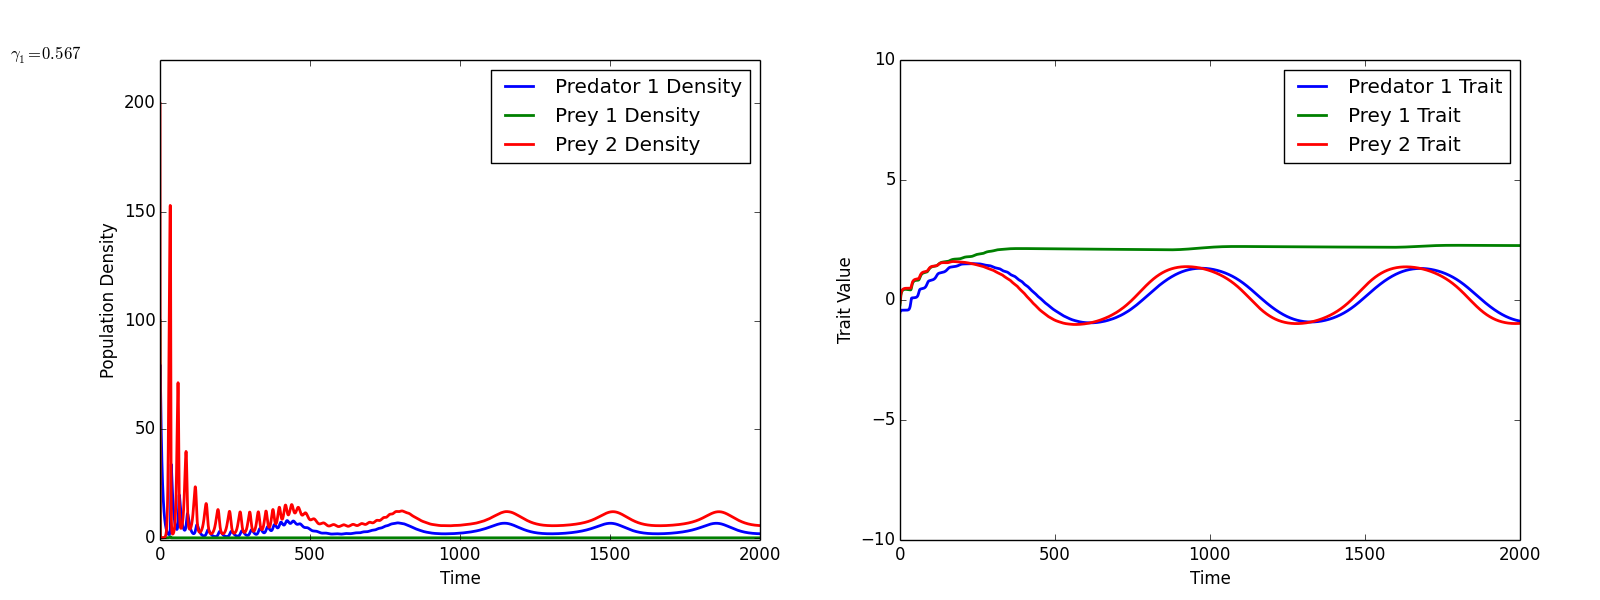 γ₁=0.567
Predator 1 Density
Prey 1 Density
Prey 2 Density
Population Density
200
150
100
50
0
0 500 1000 1500 2000
Time
Predator 1 Trait
Prey 1 Trait
Prey 2 Trait
Trait Value
10
5
0
−5
−10
0 500 1000 1500 2000
Time